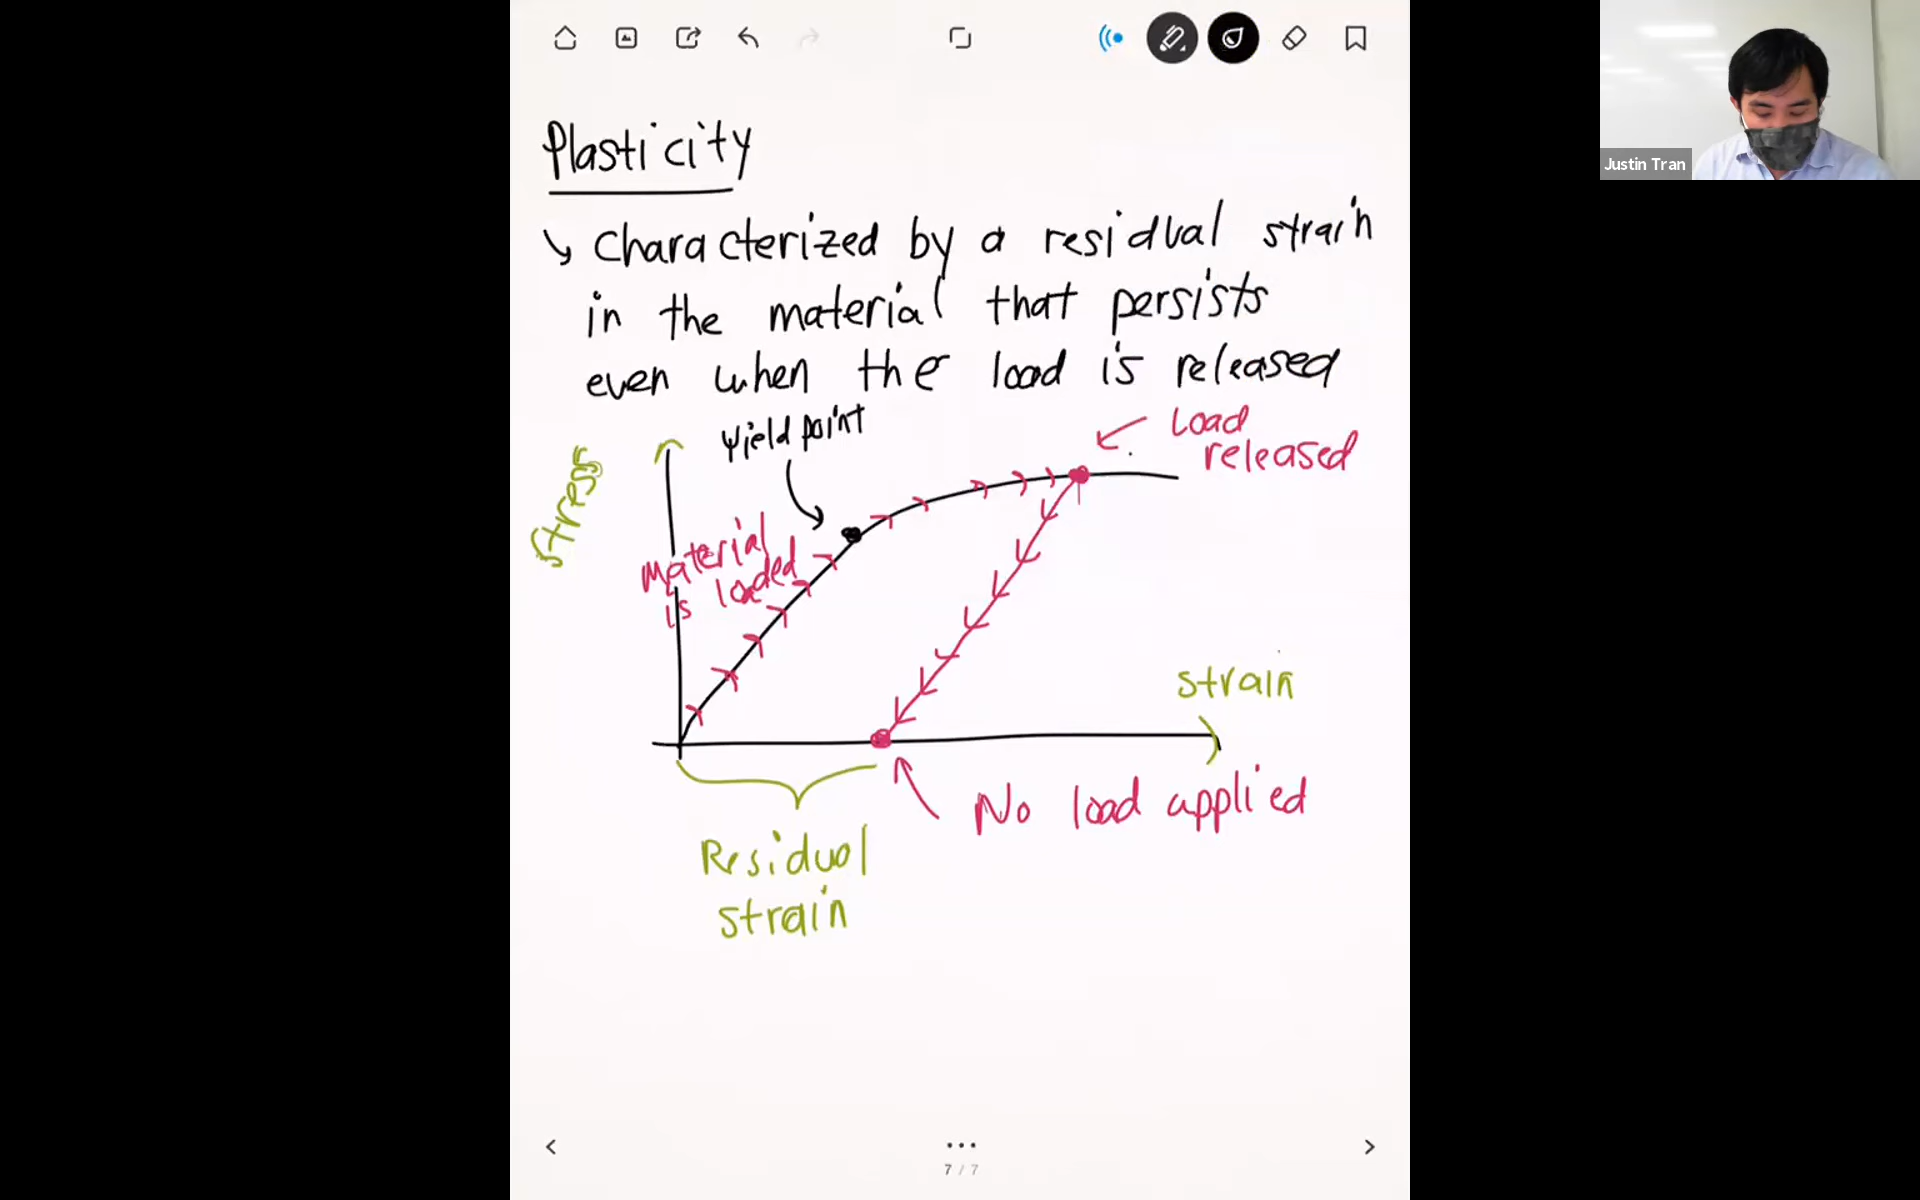 Plasticity
↳ Characterized by a residual strain
in the material that persists
even when the load is released
Yield point
Load
released
Stress
material
is loaded
strain
No load applied
Residual
strain
7 / 7
Justin Tran